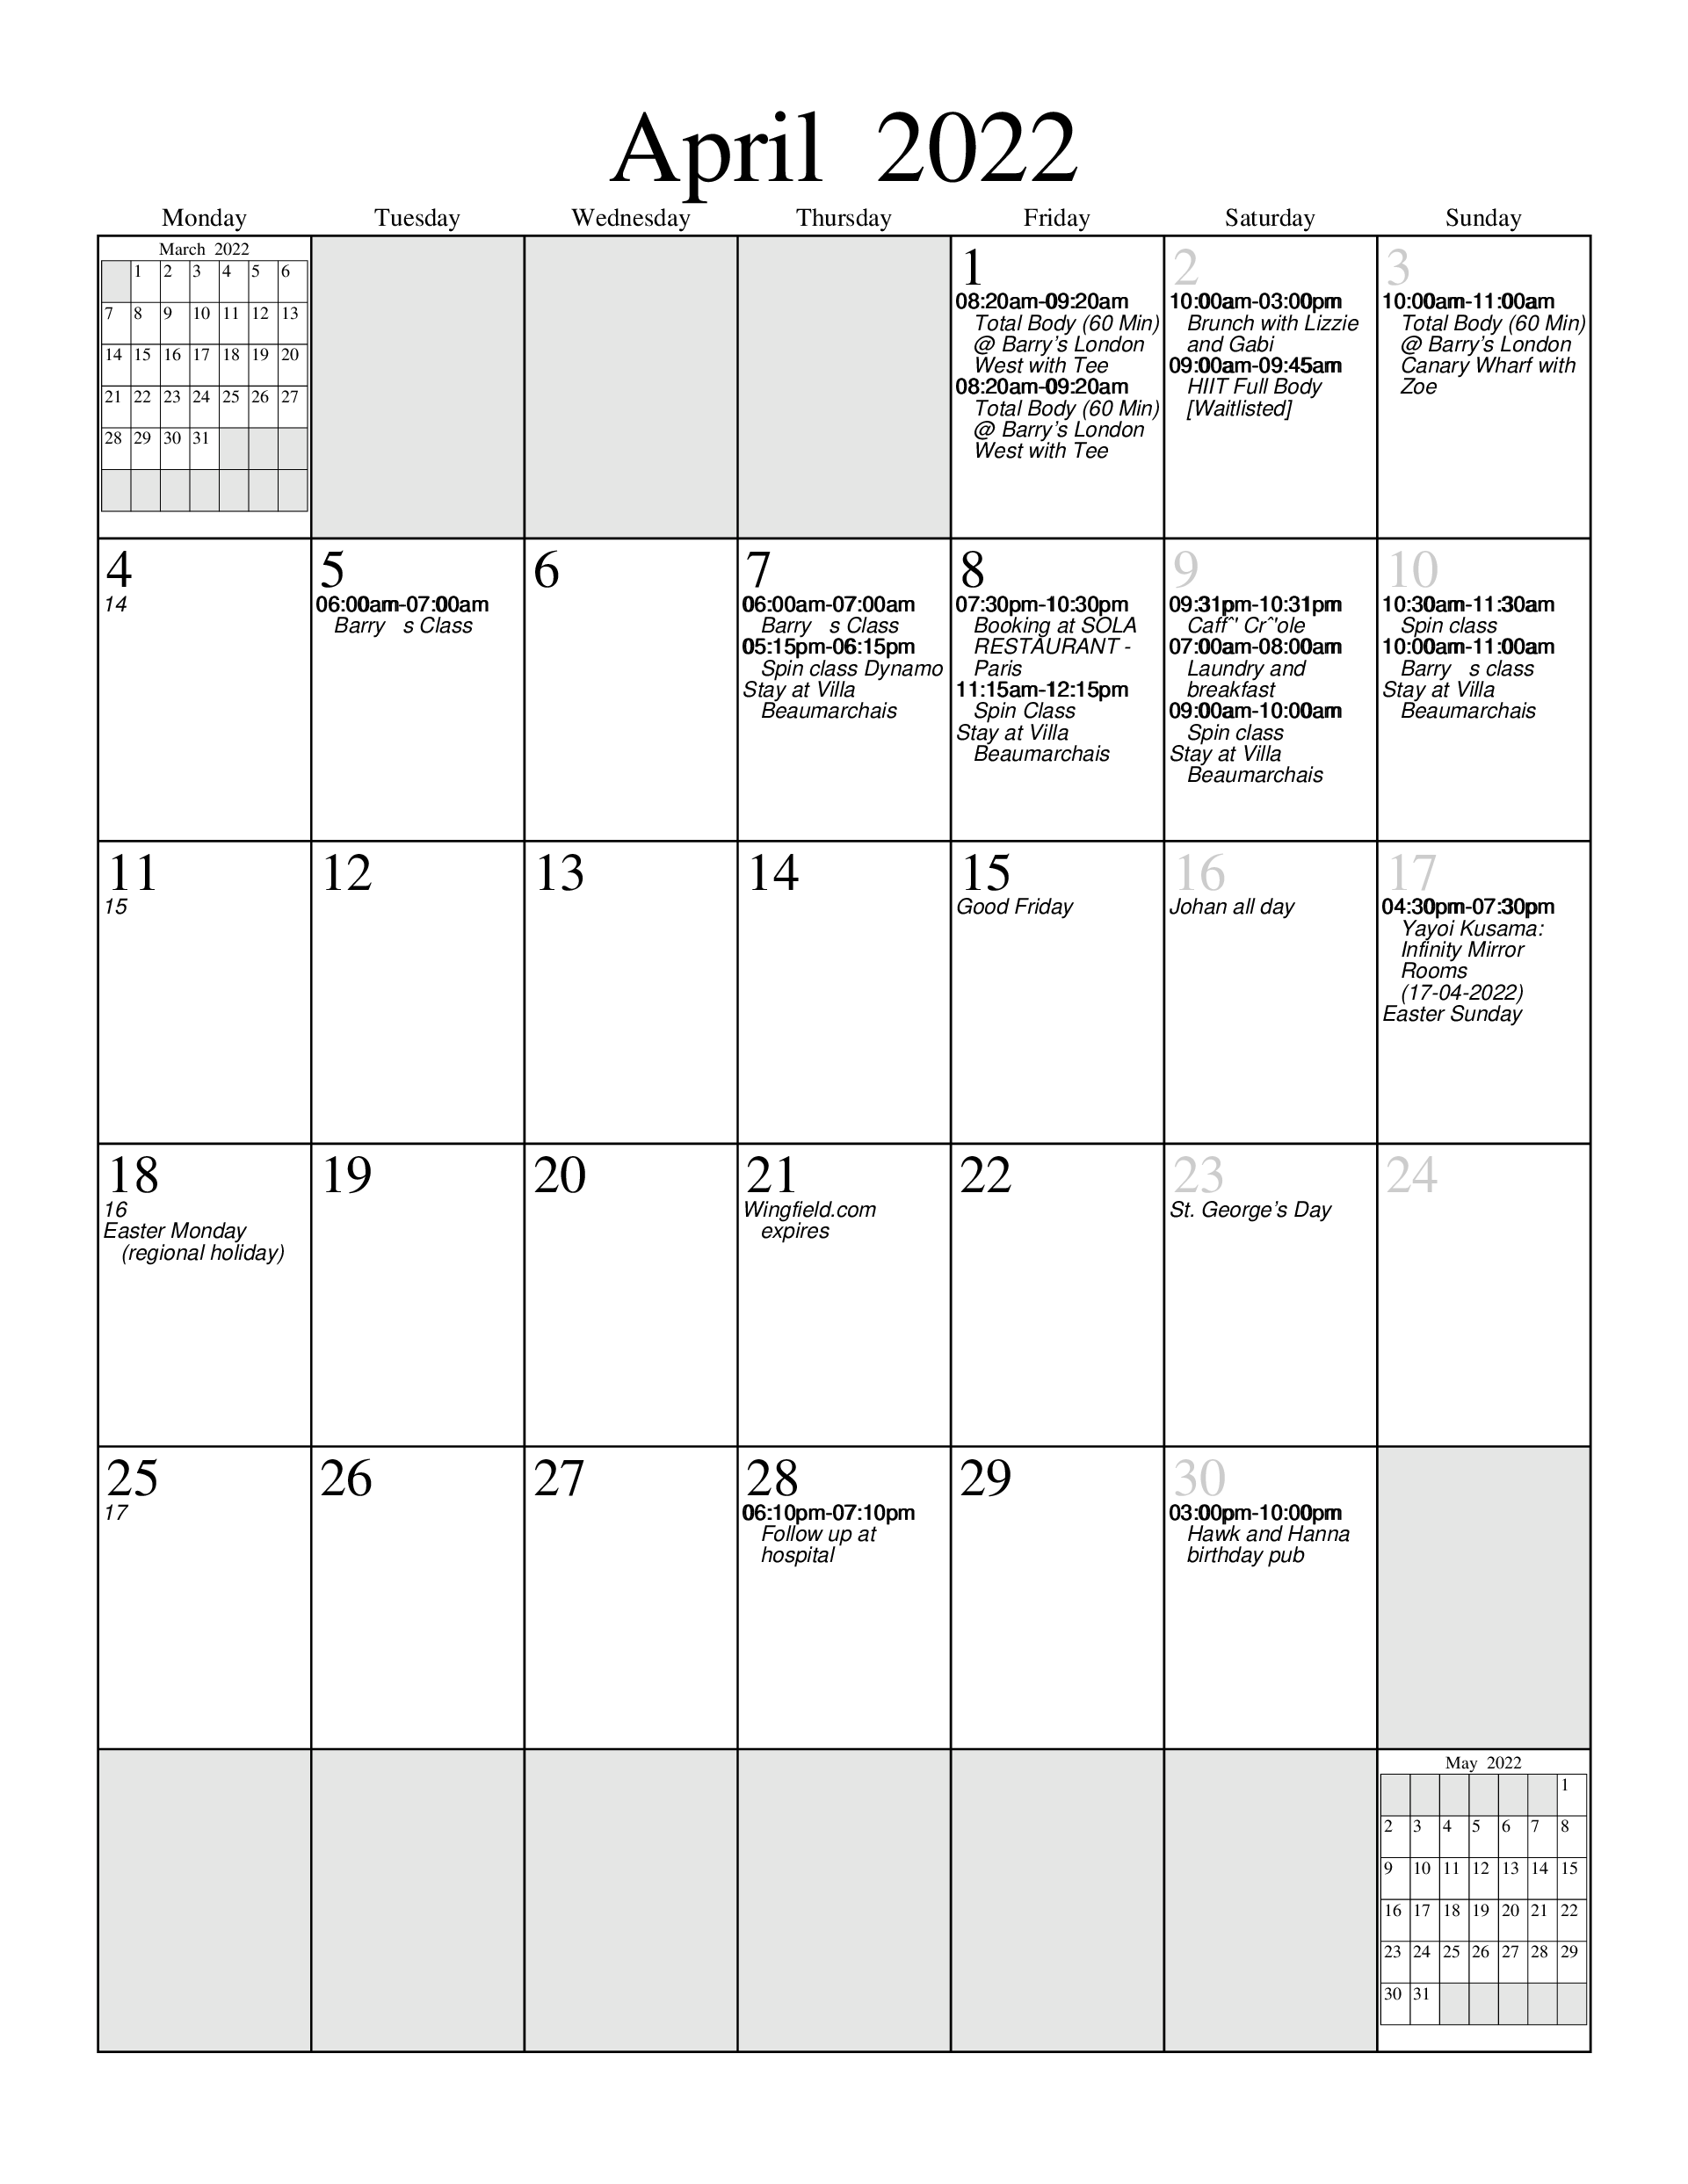 April 2022
Monday Tuesday Wednesday Thursday Friday Saturday Sunday
March 2022
1 2 3 4 5 6
7 8 9 10 11 12 13
14 15 16 17 18 19 20
21 22 23 24 25 26 27
28 29 30 31
1
08:20am-09:20am
Total Body (60 Min)
@ Barry's London
West with Tee
08:20am-09:20am
Total Body (60 Min)
@ Barry's London
West with Tee
2
10:00am-03:00pm
Brunch with Lizzie
and Gabi
09:00am-09:45am
HIIT Full Body
[Waitlisted]
3
10:00am-11:00am
Total Body (60 Min)
@ Barry's London
Canary Wharf with
Zoe
4
14
5
06:00am-07:00am
Barry s Class
6
7
06:00am-07:00am
Barry s Class
05:15pm-06:15pm
Spin class Dynamo
Stay at Villa
Beaumarchais
8
07:30pm-10:30pm
Booking at SOLA
RESTAURANT -
Paris
11:15am-12:15pm
Spin Class
Stay at Villa
Beaumarchais
9
09:31pm-10:31pm
Caffˆ' Crˆ'ole
07:00am-08:00am
Laundry and
breakfast
09:00am-10:00am
Spin class
Stay at Villa
Beaumarchais
10
10:30am-11:30am
Spin class
10:00am-11:00am
Barry s class
Stay at Villa
Beaumarchais
11
15
12
13
14
15
Good Friday
16
Johan all day
17
04:30pm-07:30pm
Yayoi Kusama:
Infinity Mirror
Rooms
(17-04-2022)
Easter Sunday
18
16
Easter Monday
(regional holiday)
19
20
21
Wingfield.com
expires
22
23
St. George's Day
24
25
17
26
27
28
06:10pm-07:10pm
Follow up at
hospital
29
30
03:00pm-10:00pm
Hawk and Hanna
birthday pub
May 2022
1
2 3 4 5 6 7 8
9 10 11 12 13 14 15
16 17 18 19 20 21 22
23 24 25 26 27 28 29
30 31